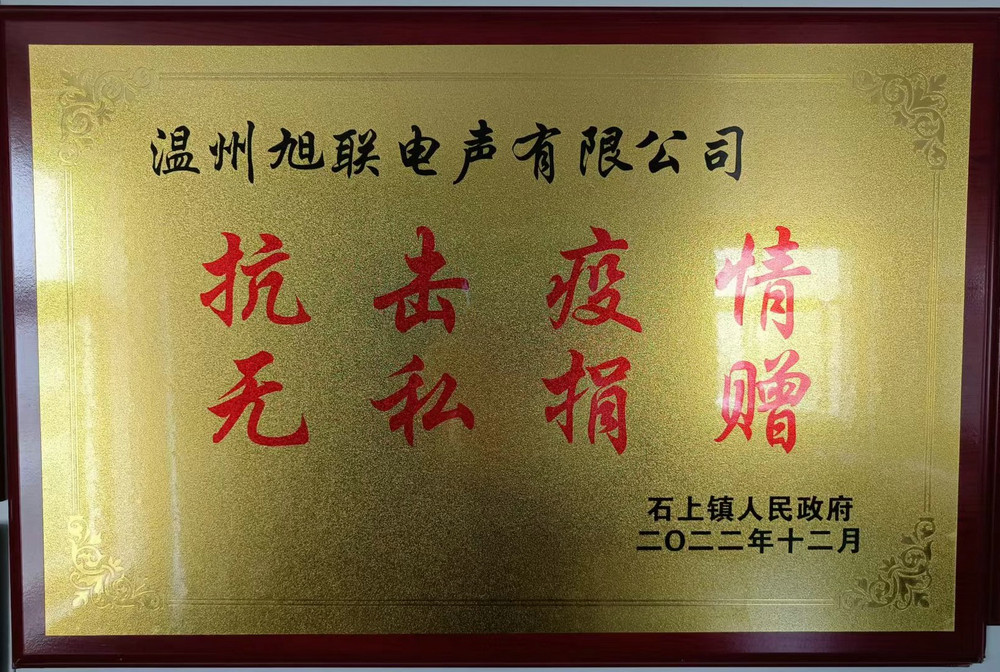 温州旭联电声有限公司
抗击疫情
无私捐赠
石上镇人民政府
二〇二二年十二月